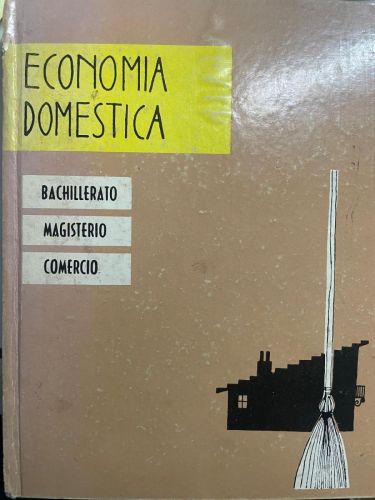 ECONOMIA
DOMESTICA
BACHILLERATO
MAGISTERIO
COMERCIO